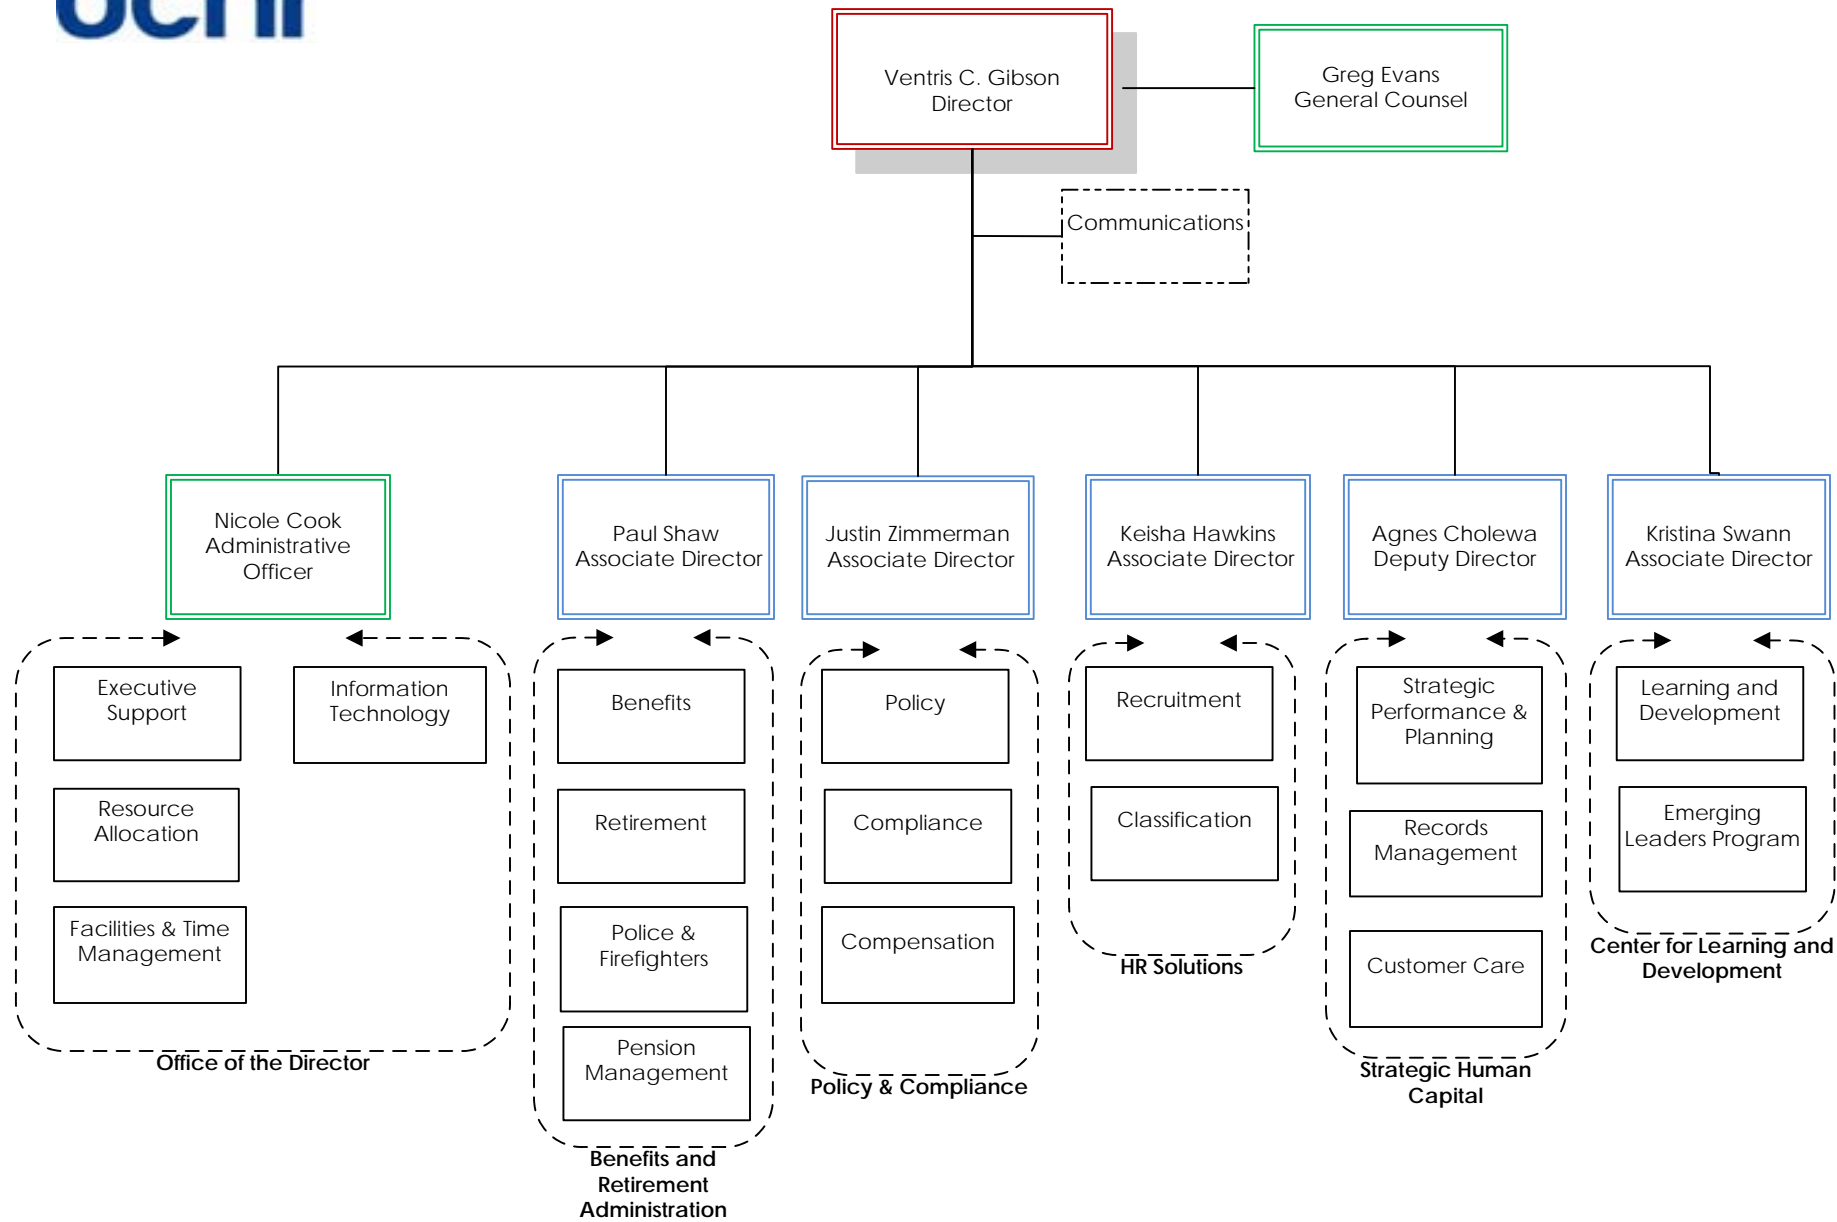 Ventris C. Gibson
Director
Greg Evans
General Counsel
Communications
Nicole Cook
Administrative
Officer
Paul Shaw
Associate Director
Justin Zimmerman
Associate Director
Keisha Hawkins
Associate Director
Agnes Cholewa
Deputy Director
Kristina Swann
Associate Director
Executive
Support
Information
Technology
Resource
Allocation
Facilities & Time
Management
Office of the Director
Benefits
Retirement
Police &
Firefighters
Pension
Management
Benefits and
Retirement
Administration
Policy
Compliance
Compensation
Policy & Compliance
Recruitment
Classification
HR Solutions
Strategic
Performance &
Planning
Records
Management
Customer Care
Strategic Human
Capital
Learning and
Development
Emerging
Leaders Program
Center for Learning and
Development